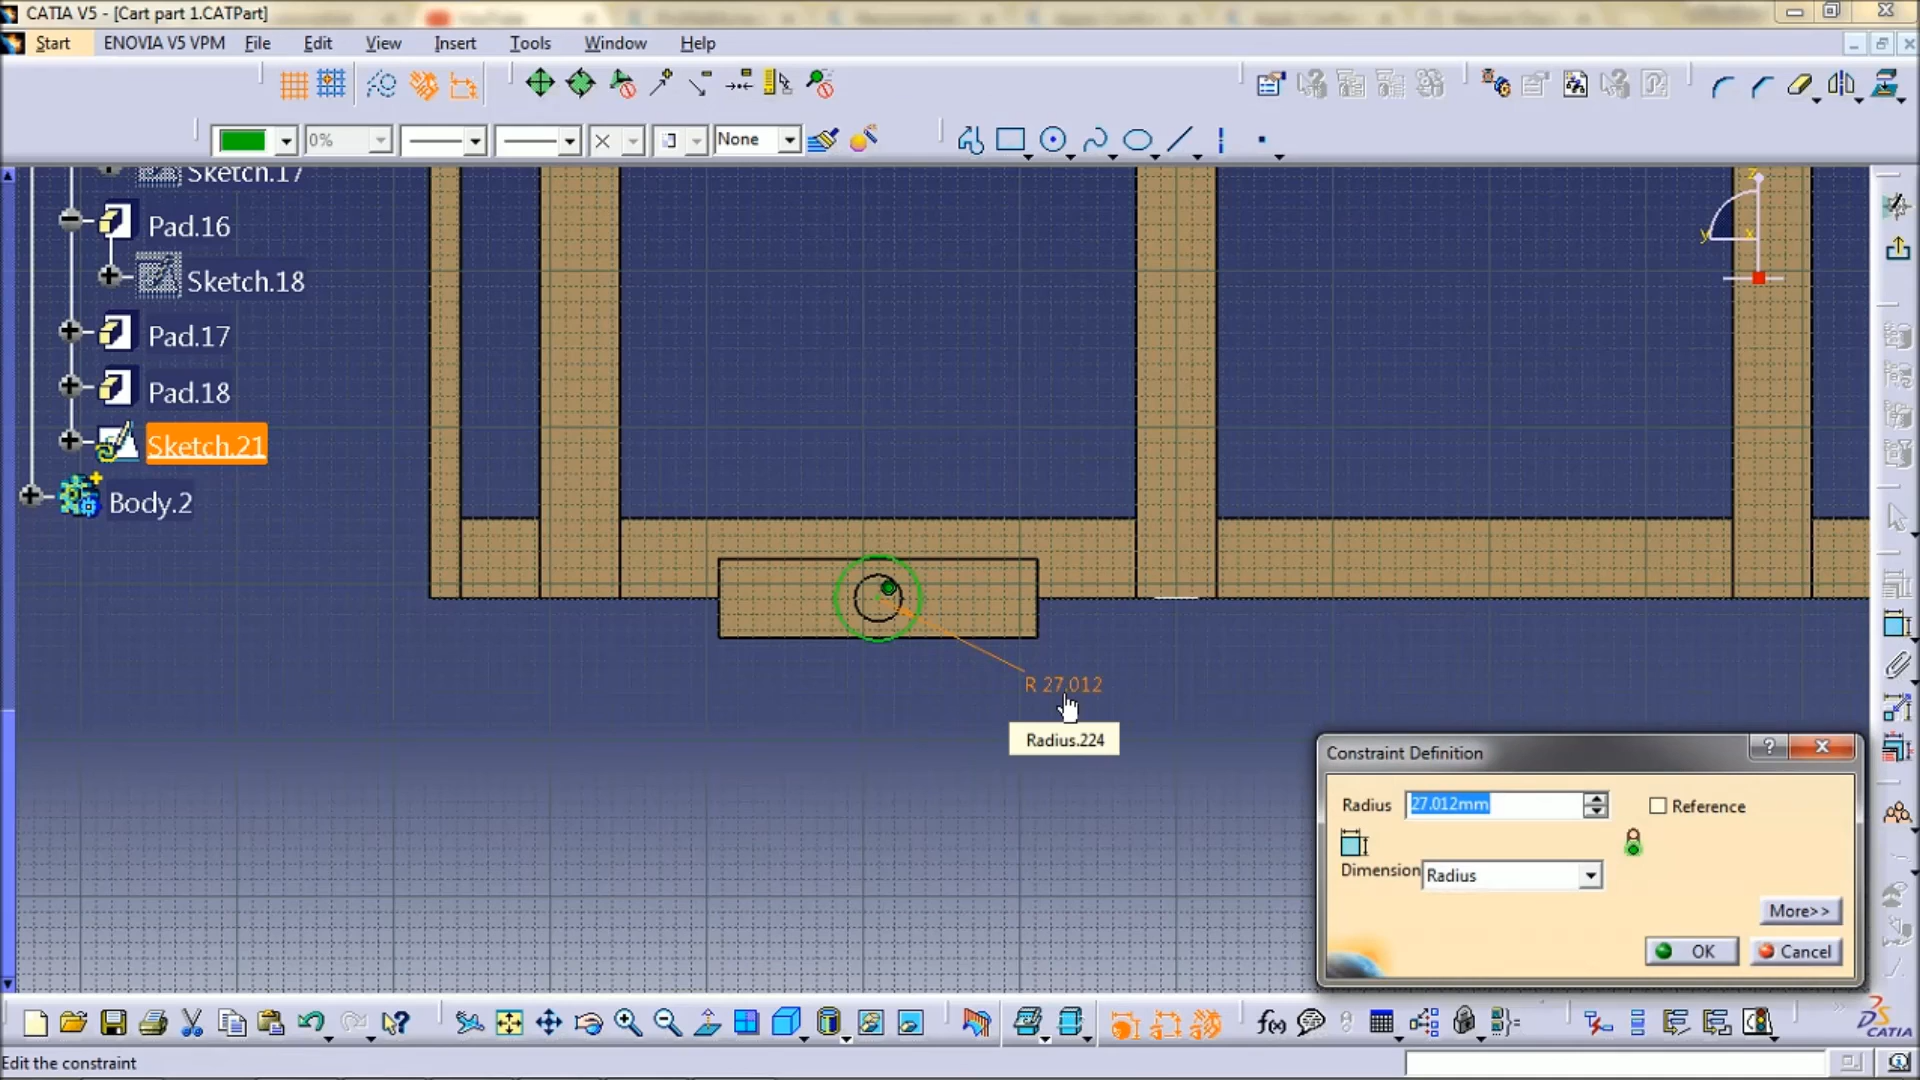 CATIA V5 - [Cart part 1.CATPart]
Start ENOVIA V5 VPM File Edit View Insert Tools Window Help
0% None
Sketch.17
Pad.16
Sketch.18
Pad.17
Pad.18
Sketch.21
Body.2
z
y x
R 27.012
Radius.224
Constraint Definition
Radius 27.012mm Reference
Dimension Radius
More>>
OK Cancel
CATIA
Edit the constraint